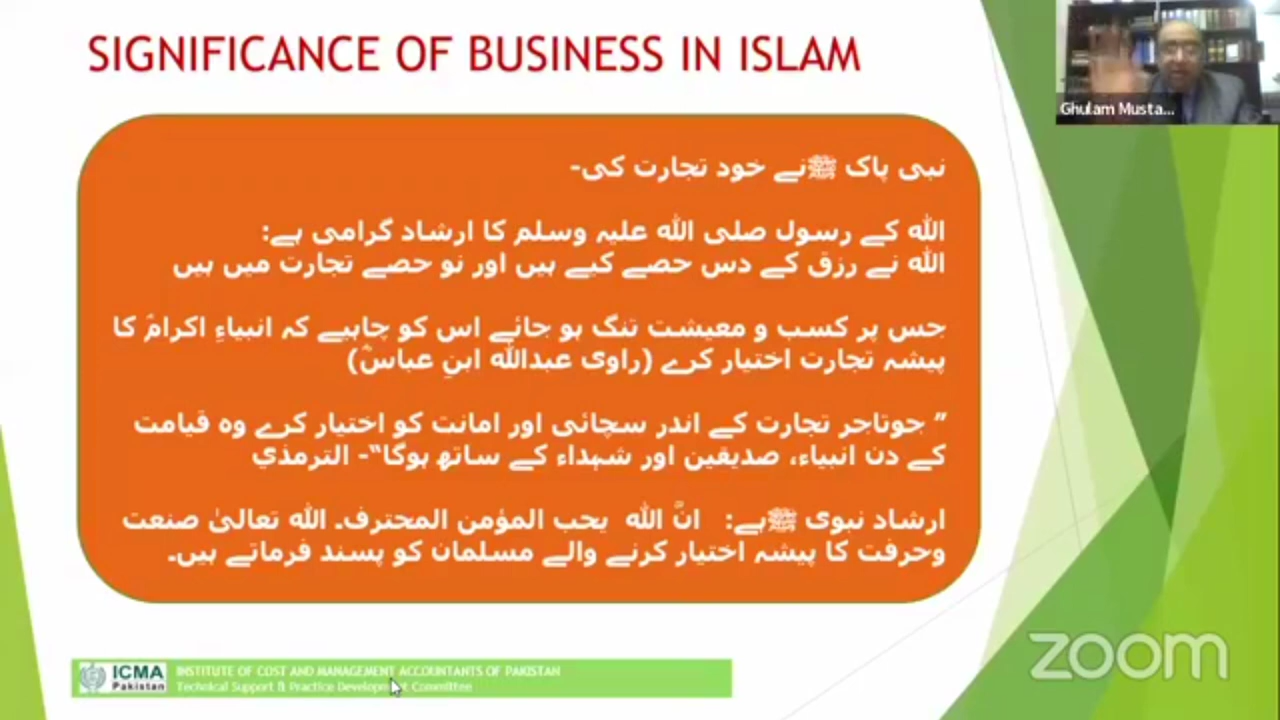 SIGNIFICANCE OF BUSINESS IN ISLAM
Ghulam Musta...
نبی پاک ﷺنے خود تجارت کی-
اللہ کے رسول صلی اللہ علیہ وسلم کا ارشاد گرامی ہے:
اللہ نے رزق کے دس حصے کیے ہیں اور نو حصے تجارت میں ہیں
جس پر کسب و معیشت تنگ ہو جائے اس کو چاہیے کہ انبیاءِ اکرامؑ کا
پیشہ تجارت اختیار کرے (راوی عبداللہ ابنِ عباسؓ)
” جوتاجر تجارت کے اندر سچائی اور امانت کو اختیار کرے وہ قیامت
کے دن انبیاء، صدیقین اور شہداء کے ساتھ ہوگا“- الترمذي
ارشاد نبوی ﷺہے: انّ اللہ یحب المؤمن المحترف۔ اللہ تعالیٰ صنعت
وحرفت کا پیشہ اختیار کرنے والے مسلمان کو پسند فرماتے ہیں۔
ICMA
Pakistan
INSTITUTE OF COST AND MANAGEMENT ACCOUNTANTS OF PAKISTAN
Technical Support & Practice Development Committee
zoom